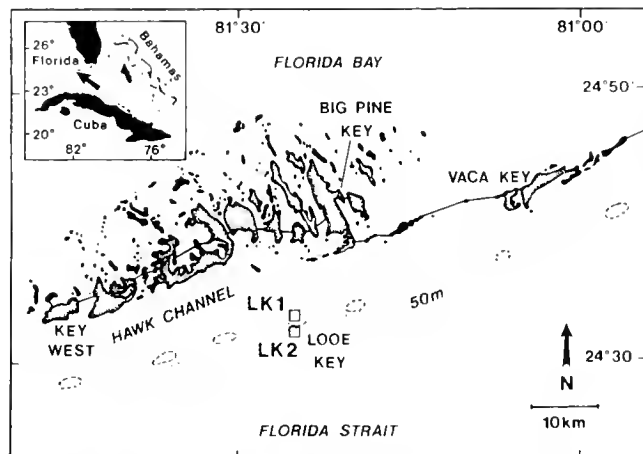 81°30'
81°00'
26°
Florida
23°
20°
Bahamas
Cuba
82°
76°
FLORIDA BAY
24°50'
BIG PINE
KEY
VACA KEY
HAWK CHANNEL
KEY
WEST
LK1
LK2
LOOE
KEY
50m
24°30'
N
10km
FLORIDA STRAIT